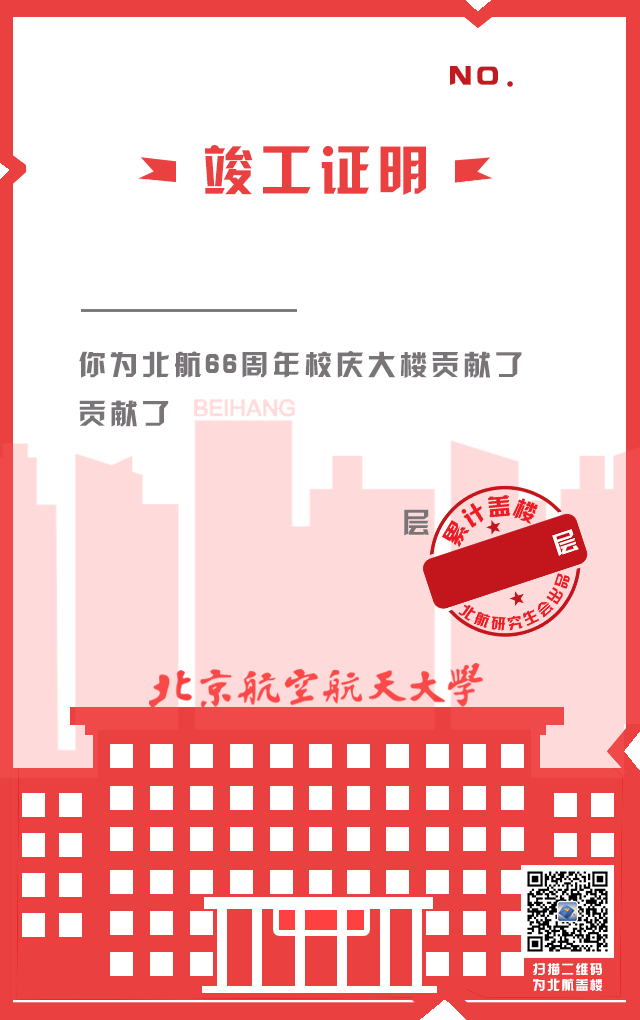 NO.
竣工证明
你为北航66周年校庆大楼贡献了
贡献了
BEIHANG
层
累计盖楼
层
北航研究生会出品
北京航空航天大學
扫描二维码
为北航盖楼